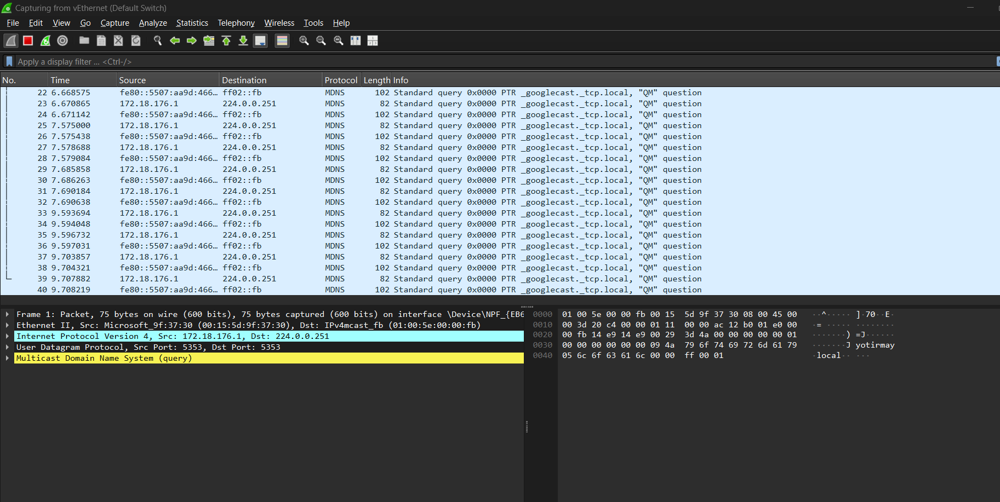 Capturing from vEthernet (Default Switch)
File Edit View Go Capture Analyze Statistics Telephony Wireless Tools Help
Apply a display filter ... <Ctrl-/>
No. Time Source Destination Protocol Length Info
22 6.668575 fe80::5507:aa9d:466… ff02::fb MDNS 102 Standard query 0x0000 PTR _googlecast._tcp.local, "QM" question
23 6.670865 172.18.176.1 224.0.0.251 MDNS 82 Standard query 0x0000 PTR _googlecast._tcp.local, "QM" question
24 6.671142 fe80::5507:aa9d:466… ff02::fb MDNS 102 Standard query 0x0000 PTR _googlecast._tcp.local, "QM" question
25 7.575000 172.18.176.1 224.0.0.251 MDNS 82 Standard query 0x0000 PTR _googlecast._tcp.local, "QM" question
26 7.575438 fe80::5507:aa9d:466… ff02::fb MDNS 102 Standard query 0x0000 PTR _googlecast._tcp.local, "QM" question
27 7.578688 172.18.176.1 224.0.0.251 MDNS 82 Standard query 0x0000 PTR _googlecast._tcp.local, "QM" question
28 7.579084 fe80::5507:aa9d:466… ff02::fb MDNS 102 Standard query 0x0000 PTR _googlecast._tcp.local, "QM" question
29 7.685858 172.18.176.1 224.0.0.251 MDNS 82 Standard query 0x0000 PTR _googlecast._tcp.local, "QM" question
30 7.686263 fe80::5507:aa9d:466… ff02::fb MDNS 102 Standard query 0x0000 PTR _googlecast._tcp.local, "QM" question
31 7.690184 172.18.176.1 224.0.0.251 MDNS 82 Standard query 0x0000 PTR _googlecast._tcp.local, "QM" question
32 7.690638 fe80::5507:aa9d:466… ff02::fb MDNS 102 Standard query 0x0000 PTR _googlecast._tcp.local, "QM" question
33 9.593694 172.18.176.1 224.0.0.251 MDNS 82 Standard query 0x0000 PTR _googlecast._tcp.local, "QM" question
34 9.594048 fe80::5507:aa9d:466… ff02::fb MDNS 102 Standard query 0x0000 PTR _googlecast._tcp.local, "QM" question
35 9.596732 172.18.176.1 224.0.0.251 MDNS 82 Standard query 0x0000 PTR _googlecast._tcp.local, "QM" question
36 9.597031 fe80::5507:aa9d:466… ff02::fb MDNS 102 Standard query 0x0000 PTR _googlecast._tcp.local, "QM" question
37 9.703857 172.18.176.1 224.0.0.251 MDNS 82 Standard query 0x0000 PTR _googlecast._tcp.local, "QM" question
38 9.704321 fe80::5507:aa9d:466… ff02::fb MDNS 102 Standard query 0x0000 PTR _googlecast._tcp.local, "QM" question
39 9.707882 172.18.176.1 224.0.0.251 MDNS 82 Standard query 0x0000 PTR _googlecast._tcp.local, "QM" question
40 9.708219 fe80::5507:aa9d:466… ff02::fb MDNS 102 Standard query 0x0000 PTR _googlecast._tcp.local, "QM" question
Frame 1: Packet, 75 bytes on wire (600 bits), 75 bytes captured (600 bits) on interface \Device\NPF_{EB6
Ethernet II, Src: Microsoft_9f:37:30 (00:15:5d:9f:37:30), Dst: IPv4mcast_fb (01:00:5e:00:00:fb)
Internet Protocol Version 4, Src: 172.18.176.1, Dst: 224.0.0.251
User Datagram Protocol, Src Port: 5353, Dst Port: 5353
Multicast Domain Name System (query)
0000 01 00 5e 00 00 fb 00 15 5d 9f 37 30 08 00 45 00 ··^····· ]·70··E·
0010 00 3d 20 c4 00 00 01 11 00 00 ac 12 b0 01 e0 00 ·= ····· ········
0020 00 fb 14 e9 14 e9 00 29 3d 4a 00 00 00 00 00 01 ·······) =J······
0030 00 00 00 00 00 00 09 4a 79 6f 74 69 72 6d 61 79 ·······J yotirmay
0040 05 6c 6f 63 61 6c 00 00 ff 00 01 ·local·· ···